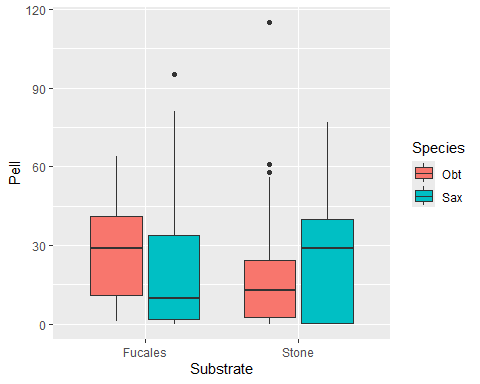 120
90
60
30
0
Pell
Fucales
Stone
Substrate
Species
Obt
Sax